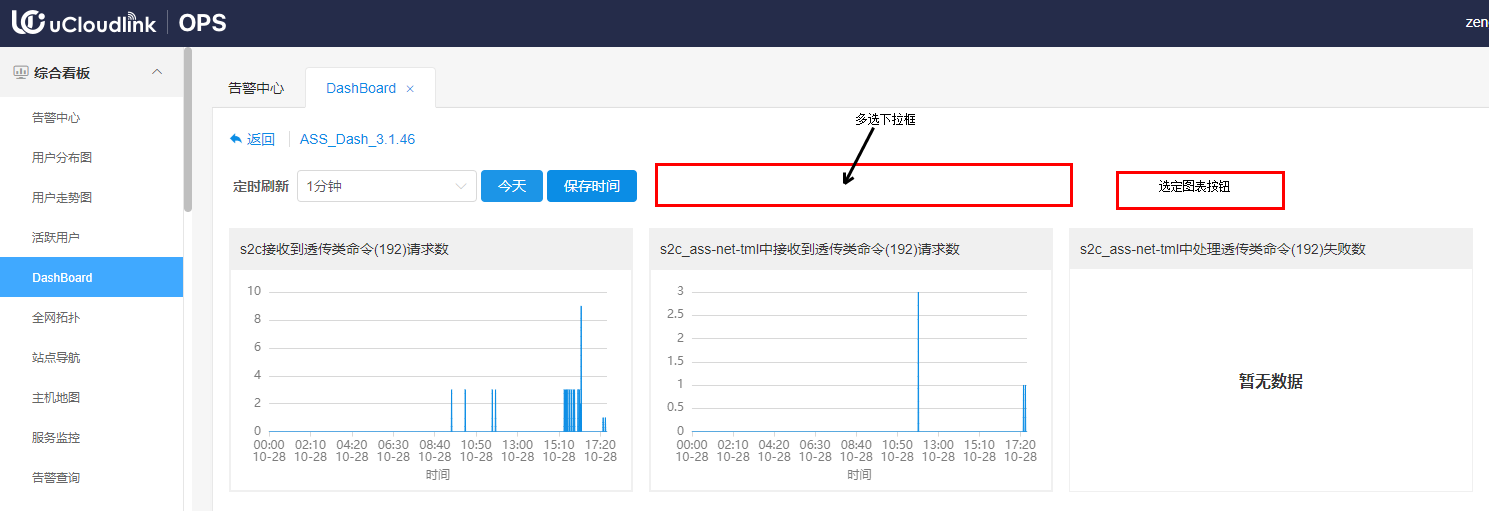 uCloudlink OPS
zen
综合看板
告警中心
用户分布图
用户走势图
活跃用户
DashBoard
全网拓扑
站点导航
主机地图
服务监控
告警查询
告警中心 DashBoard ×
返回 ASS_Dash_3.1.46
多选下拉框
定时刷新 1分钟 今天 保存时间
选定图表按钮
s2c接收到透传类命令(192)请求数
10
8
6
4
2
0
00:00 02:10 04:20 06:30 08:40 10:50 13:00 15:10 17:20
10-28 10-28 10-28 10-28 10-28 10-28 10-28 10-28 10-28
时间
s2c_ass-net-tml中接收到透传类命令(192)请求数
3
2.5
2
1.5
1
0.5
0
00:00 02:10 04:20 06:30 08:40 10:50 13:00 15:10 17:20
10-28 10-28 10-28 10-28 10-28 10-28 10-28 10-28 10-28
时间
s2c_ass-net-tml中处理透传类命令(192)失败数
暂无数据